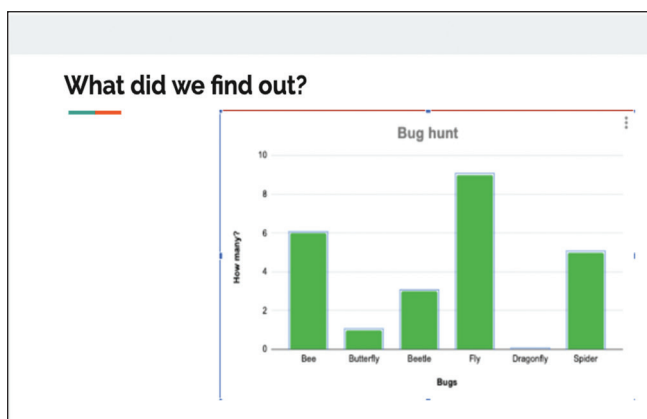 What did we find out?
Bug hunt
10
8
6
4
2
0
How many?
Bee Butterfly Beetle Fly Dragonfly Spider
Bugs